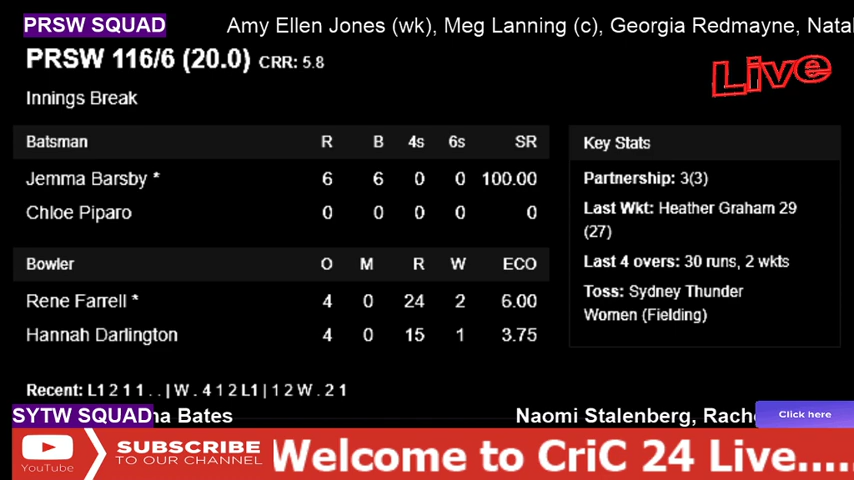 PRSW SQUAD
Amy Ellen Jones (wk), Meg Lanning (c), Georgia Redmayne, Natal
PRSW 116/6 (20.0) CRR: 5.8
Live
Innings Break
Batsman R B 4s 6s SR
Jemma Barsby * 6 6 0 0 100.00
Chloe Piparo 0 0 0 0 0
Bowler O M R W ECO
Rene Farrell * 4 0 24 2 6.00
Hannah Darlington 4 0 15 1 3.75
Key Stats
Partnership: 3(3)
Last Wkt: Heather Graham 29
(27)
Last 4 overs: 30 runs, 2 wkts
Toss: Sydney Thunder
Women (Fielding)
Recent: L1 2 1 1 . . | W . 4 1 2 L1 | 1 2 W . 2 1
SYTW SQUAD
na Bates
Naomi Stalenberg, Rache
Click here
YouTube
SUBSCRIBE
TO OUR CHANNEL
Welcome to CriC 24 Live.....